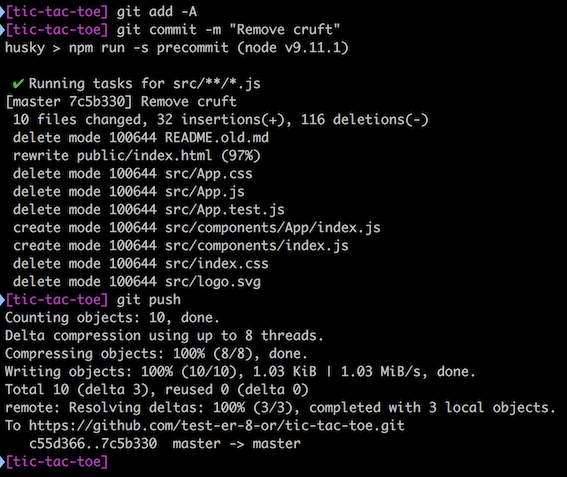 [tic-tac-toe] git add -A
[tic-tac-toe] git commit -m "Remove cruft"
husky > npm run -s precommit (node v9.11.1)
✔ Running tasks for src/**/*.js
[master 7c5b330] Remove cruft
10 files changed, 32 insertions(+), 116 deletions(-)
delete mode 100644 README.old.md
rewrite public/index.html (97%)
delete mode 100644 src/App.css
delete mode 100644 src/App.js
delete mode 100644 src/App.test.js
create mode 100644 src/components/App/index.js
create mode 100644 src/components/index.js
delete mode 100644 src/index.css
delete mode 100644 src/logo.svg
[tic-tac-toe] git push
Counting objects: 10, done.
Delta compression using up to 8 threads.
Compressing objects: 100% (8/8), done.
Writing objects: 100% (10/10), 1.03 KiB | 1.03 MiB/s, done.
Total 10 (delta 3), reused 0 (delta 0)
remote: Resolving deltas: 100% (3/3), completed with 3 local objects.
To https://github.com/test-er-8-or/tic-tac-toe.git
c55d366..7c5b330  master -> master
[tic-tac-toe]